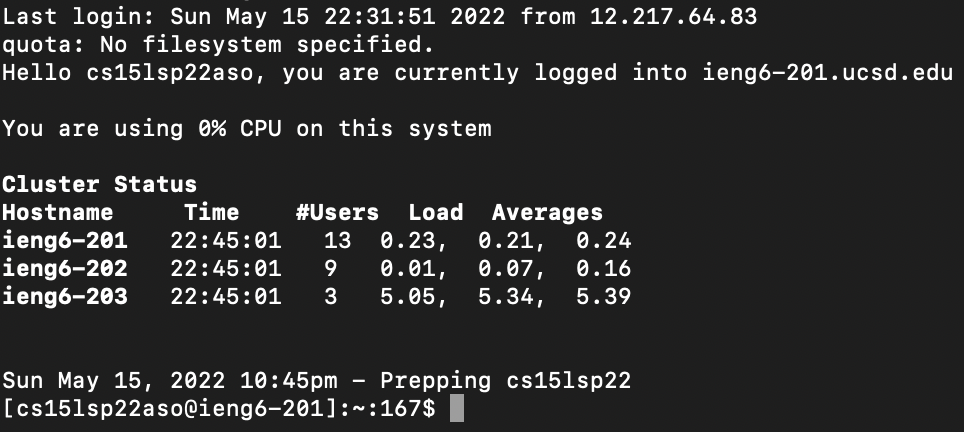 Last login: Sun May 15 22:31:51 2022 from 12.217.64.83
quota: No filesystem specified.
Hello cs15lsp22aso, you are currently logged into ieng6-201.ucsd.edu
You are using 0% CPU on this system
Cluster Status
Hostname     Time    #Users  Load  Averages
ieng6-201   22:45:01   13  0.23,  0.21,  0.24
ieng6-202   22:45:01   9   0.01,  0.07,  0.16
ieng6-203   22:45:01   3   5.05,  5.34,  5.39
Sun May 15, 2022 10:45pm - Prepping cs15lsp22
[cs15lsp22aso@ieng6-201]:~:167$